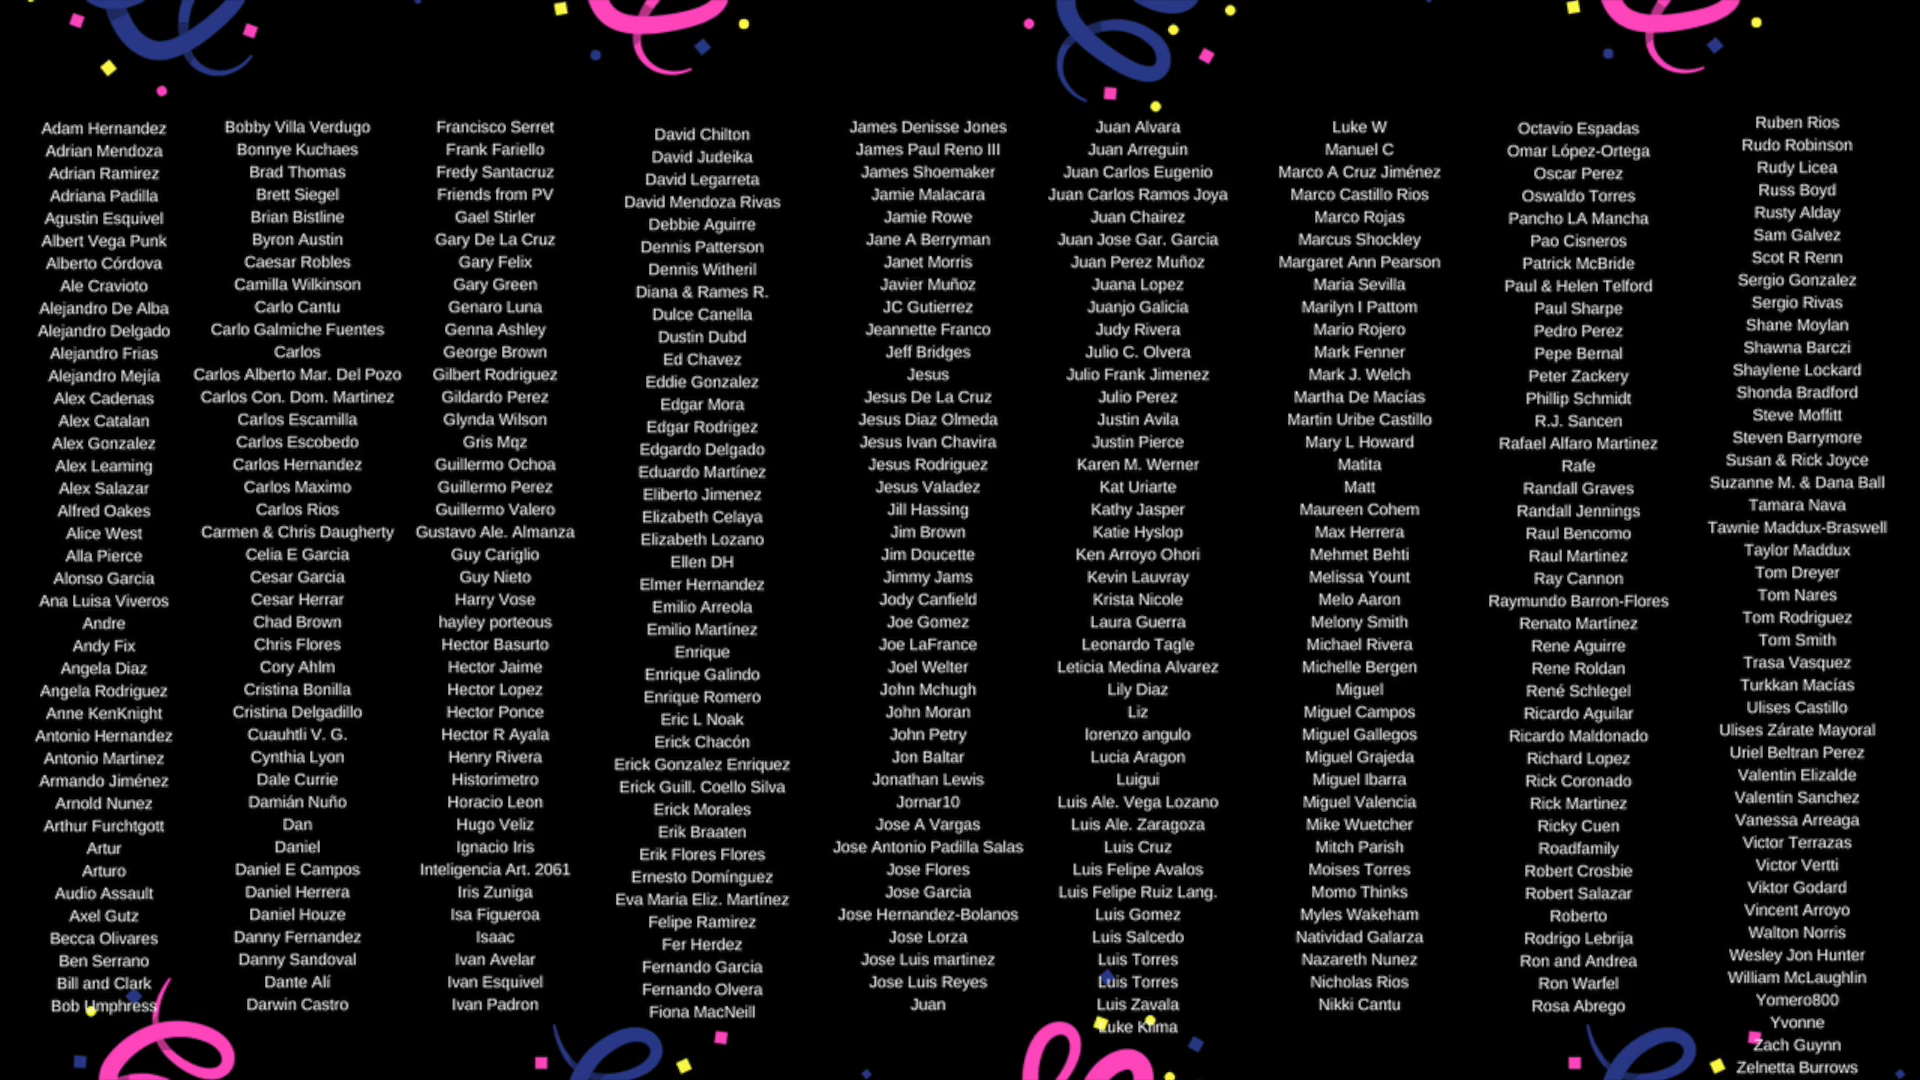 Adam Hernandez
Adrian Mendoza
Adrian Ramirez
Adriana Padilla
Agustin Esquivel
Albert Vega Punk
Alberto Córdova
Ale Cravioto
Alejandro De Alba
Alejandro Delgado
Alejandro Frias
Alejandro Mejía
Alex Cadenas
Alex Catalan
Alex Gonzalez
Alex Leaming
Alex Salazar
Alfred Oakes
Alice West
Alla Pierce
Alonso Garcia
Ana Luisa Viveros
Andre
Andy Fix
Angela Diaz
Angela Rodriguez
Anne KenKnight
Antonio Hernandez
Antonio Martinez
Armando Jiménez
Arnold Nunez
Arthur Furchtgott
Artur
Arturo
Audio Assault
Axel Gutz
Becca Olivares
Ben Serrano
Bill and Clark
Bob Umphress
Bobby Villa Verdugo
Bonnye Kuchaes
Brad Thomas
Brett Siegel
Brian Bistline
Byron Austin
Caesar Robles
Camilla Wilkinson
Carlo Cantu
Carlo Galmiche Fuentes
Carlos
Carlos Alberto Mar. Del Pozo
Carlos Con. Dom. Martinez
Carlos Escamilla
Carlos Escobedo
Carlos Hernandez
Carlos Maximo
Carlos Rios
Carmen & Chris Daugherty
Celia E Garcia
Cesar Garcia
Cesar Herrar
Chad Brown
Chris Flores
Cory Ahlm
Cristina Bonilla
Cristina Delgadillo
Cuauhtli V. G.
Cynthia Lyon
Dale Currie
Damián Nuño
Dan
Daniel
Daniel E Campos
Daniel Herrera
Daniel Houze
Danny Fernandez
Danny Sandoval
Dante Alí
Darwin Castro
Francisco Serret
Frank Fariello
Fredy Santacruz
Friends from PV
Gael Stirler
Gary De La Cruz
Gary Felix
Gary Green
Genaro Luna
Genna Ashley
George Brown
Gilbert Rodriguez
Gildardo Perez
Glynda Wilson
Gris Mqz
Guillermo Ochoa
Guillermo Perez
Guillermo Valero
Gustavo Ale. Almanza
Guy Cariglio
Guy Nieto
Harry Vose
hayley porteous
Hector Basurto
Hector Jaime
Hector Lopez
Hector Ponce
Hector R Ayala
Henry Rivera
Historimetro
Horacio Leon
Hugo Veliz
Ignacio Iris
Inteligencia Art. 2061
Iris Zuniga
Isa Figueroa
Isaac
Ivan Avelar
Ivan Esquivel
Ivan Padron
David Chilton
David Judeika
David Legarreta
David Mendoza Rivas
Debbie Aguirre
Dennis Patterson
Dennis Witheril
Diana & Rames R.
Dulce Canella
Dustin Dubd
Ed Chavez
Eddie Gonzalez
Edgar Mora
Edgar Rodrigez
Edgardo Delgado
Eduardo Martínez
Eliberto Jimenez
Elizabeth Celaya
Elizabeth Lozano
Ellen DH
Elmer Hernandez
Emilio Arreola
Emilio Martínez
Enrique
Enrique Galindo
Enrique Romero
Eric L Noak
Erick Chacón
Erick Gonzalez Enriquez
Erick Guill. Coello Silva
Erick Morales
Erik Braaten
Erik Flores Flores
Ernesto Domínguez
Eva Maria Eliz. Martínez
Felipe Ramirez
Fer Herdez
Fernando Garcia
Fernando Olvera
Fiona MacNeill
James Denisse Jones
James Paul Reno III
James Shoemaker
Jamie Malacara
Jamie Rowe
Jane A Berryman
Janet Morris
Javier Muñoz
JC Gutierrez
Jeannette Franco
Jeff Bridges
Jesus
Jesus De La Cruz
Jesus Diaz Olmeda
Jesus Ivan Chavira
Jesus Rodriguez
Jesus Valadez
Jill Hassing
Jim Brown
Jim Doucette
Jimmy Jams
Jody Canfield
Joe Gomez
Joe LaFrance
Joel Welter
John Mchugh
John Moran
John Petry
Jon Baltar
Jonathan Lewis
Jornar10
Jose A Vargas
Jose Antonio Padilla Salas
Jose Flores
Jose Garcia
Jose Hernandez-Bolanos
Jose Lorza
Jose Luis martinez
Jose Luis Reyes
Juan
Juan Alvara
Juan Arreguin
Juan Carlos Eugenio
Juan Carlos Ramos Joya
Juan Chairez
Juan Jose Gar. Garcia
Juan Perez Muñoz
Juana Lopez
Juanjo Galicia
Judy Rivera
Julio C. Olvera
Julio Frank Jimenez
Julio Perez
Justin Avila
Justin Pierce
Karen M. Werner
Kat Uriarte
Kathy Jasper
Katie Hyslop
Ken Arroyo Ohori
Kevin Lauvray
Krista Nicole
Laura Guerra
Leonardo Tagle
Leticia Medina Alvarez
Lily Diaz
Liz
lorenzo angulo
Lucia Aragon
Luigui
Luis Ale. Vega Lozano
Luis Ale. Zaragoza
Luis Cruz
Luis Felipe Avalos
Luis Felipe Ruiz Lang.
Luis Gomez
Luis Salcedo
Luis Torres
Luis Torres
Luis Zavala
Luke Klima
Luke W
Manuel C
Marco A Cruz Jiménez
Marco Castillo Rios
Marco Rojas
Marcus Shockley
Margaret Ann Pearson
Maria Sevilla
Marilyn I Pattom
Mario Rojero
Mark Fenner
Mark J. Welch
Martha De Macías
Martin Uribe Castillo
Mary L Howard
Matita
Matt
Maureen Cohem
Max Herrera
Mehmet Behti
Melissa Yount
Melo Aaron
Melony Smith
Michael Rivera
Michelle Bergen
Miguel
Miguel Campos
Miguel Gallegos
Miguel Grajeda
Miguel Ibarra
Miguel Valencia
Mike Wuetcher
Mitch Parish
Moises Torres
Momo Thinks
Myles Wakeham
Natividad Galarza
Nazareth Nunez
Nicholas Rios
Nikki Cantu
Octavio Espadas
Omar López-Ortega
Oscar Perez
Oswaldo Torres
Pancho LA Mancha
Pao Cisneros
Patrick McBride
Paul & Helen Telford
Paul Sharpe
Pedro Perez
Pepe Bernal
Peter Zackery
Phillip Schmidt
R.J. Sancen
Rafael Alfaro Martinez
Rafe
Randall Graves
Randall Jennings
Raul Bencomo
Raul Martinez
Ray Cannon
Raymundo Barron-Flores
Renato Martínez
Rene Aguirre
Rene Roldan
René Schlegel
Ricardo Aguilar
Ricardo Maldonado
Richard Lopez
Rick Coronado
Rick Martinez
Ricky Cuen
Roadfamily
Robert Crosbie
Robert Salazar
Roberto
Rodrigo Lebrija
Ron and Andrea
Ron Warfel
Rosa Abrego
Ruben Rios
Rudo Robinson
Rudy Licea
Russ Boyd
Rusty Alday
Sam Galvez
Scot R Renn
Sergio Gonzalez
Sergio Rivas
Shane Moylan
Shawna Barczi
Shaylene Lockard
Shonda Bradford
Steve Moffitt
Steven Barrymore
Susan & Rick Joyce
Suzanne M. & Dana Ball
Tamara Nava
Tawnie Maddux-Braswell
Taylor Maddux
Tom Dreyer
Tom Nares
Tom Rodriguez
Tom Smith
Trasa Vasquez
Turkkan Macías
Ulises Castillo
Ulises Zárate Mayoral
Uriel Beltran Perez
Valentin Elizalde
Valentin Sanchez
Vanessa Arreaga
Victor Terrazas
Victor Vertti
Viktor Godard
Vincent Arroyo
Walton Norris
Wesley Jon Hunter
William McLaughlin
Yomero800
Yvonne
Zach Guynn
Zelnetta Burrows